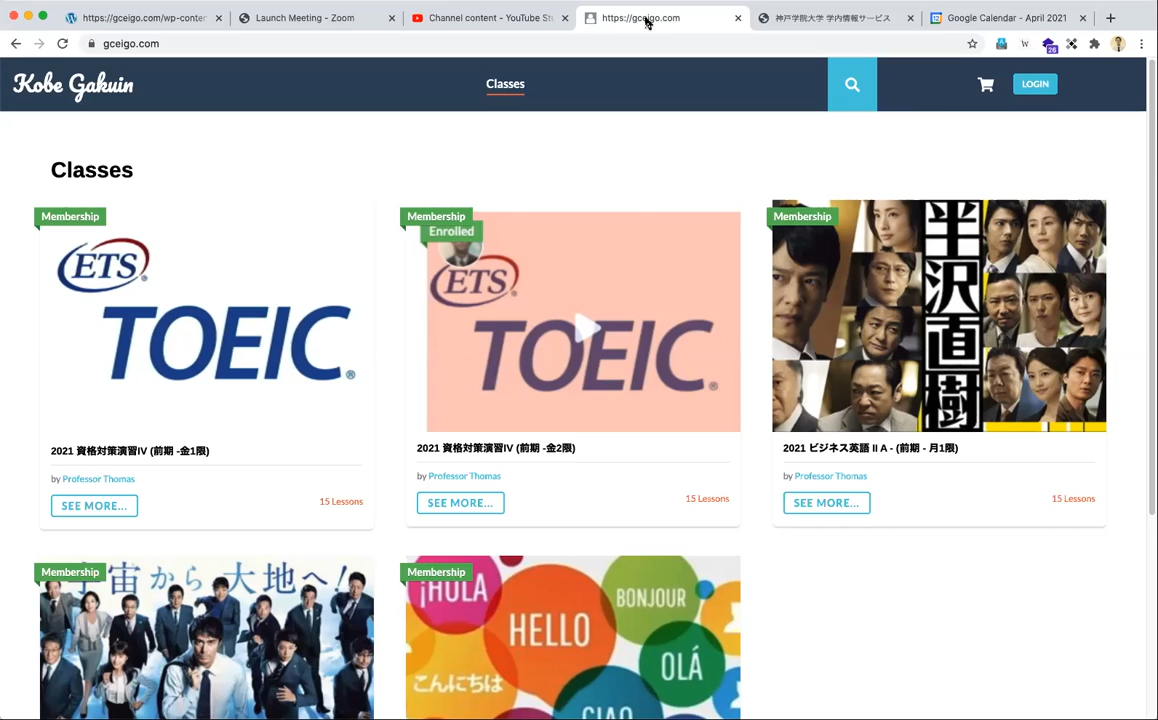 https://gceigo.com/wp-conter
Launch Meeting - Zoom
Channel content - YouTube St
https://gceigo.com
神戸学院大学 学内情報サービス
Google Calendar - April 2021
gceigo.com
W
26
Kobe Gakuin
Classes
LOGIN
Classes
Membership
ETS
TOEIC®
2021 資格対策演習IV (前期 -金1限)
by Professor Thomas
SEE MORE...
15 Lessons
Membership
Enrolled
ETS
TOEIC®
2021 資格対策演習IV (前期 -金2限)
by Professor Thomas
SEE MORE...
15 Lessons
Membership
半沢直樹
2021 ビジネス英語 II A - (前期 - 月1限)
by Professor Thomas
SEE MORE...
15 Lessons
Membership
宇宙から大地へ!
Membership
¡HOLA
HELLO
BONJOUR
OLÁ
こんにちは
CIAO